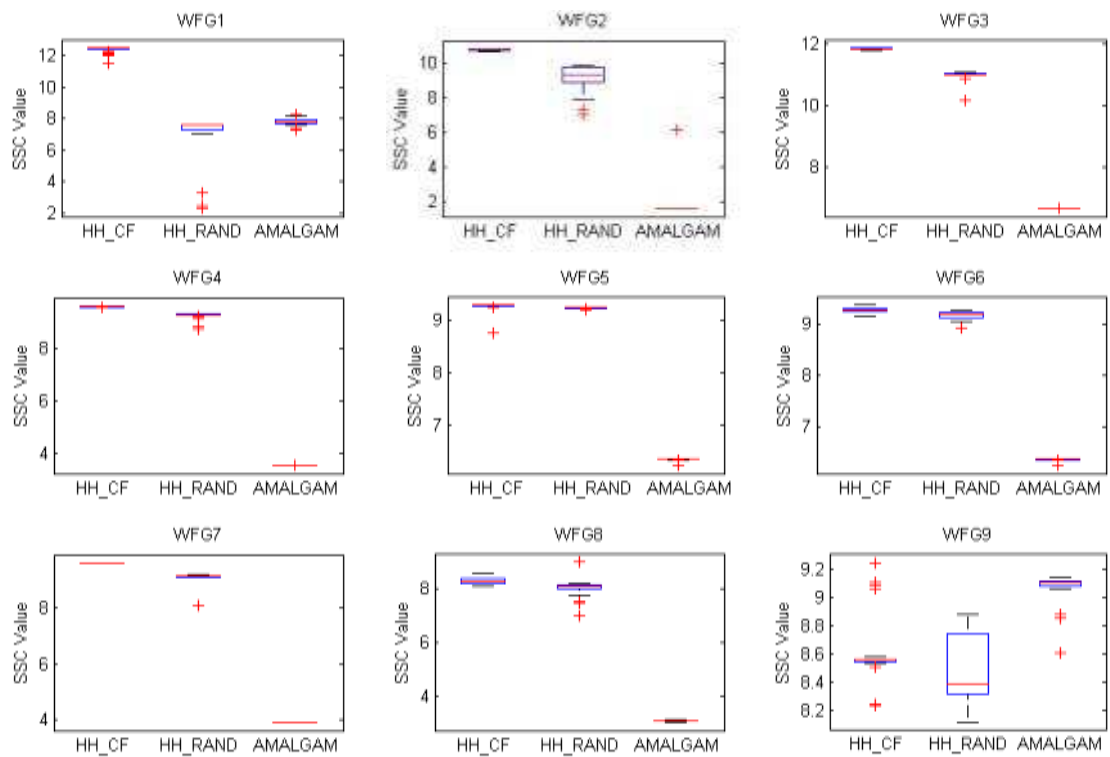 WFG1
WFG2
WFG3
SSC Value
12
10
8
6
4
2
HH_CF HH_RAND AMALGAM
SSC Value
10
8
6
4
2
HH_CF HH_RAND AMALGAM
SSC Value
12
10
8
HH_CF HH_RAND AMALGAM
WFG4
WFG5
WFG6
SSC Value
8
6
4
HH_CF HH_RAND AMALGAM
SSC Value
9
8
7
HH_CF HH_RAND AMALGAM
SSC Value
9
8
7
HH_CF HH_RAND AMALGAM
WFG7
WFG8
WFG9
SSC Value
8
6
4
HH_CF HH_RAND AMALGAM
SSC Value
8
6
4
HH_CF HH_RAND AMALGAM
SSC Value
9.2
9
8.8
8.6
8.4
8.2
HH_CF HH_RAND AMALGAM